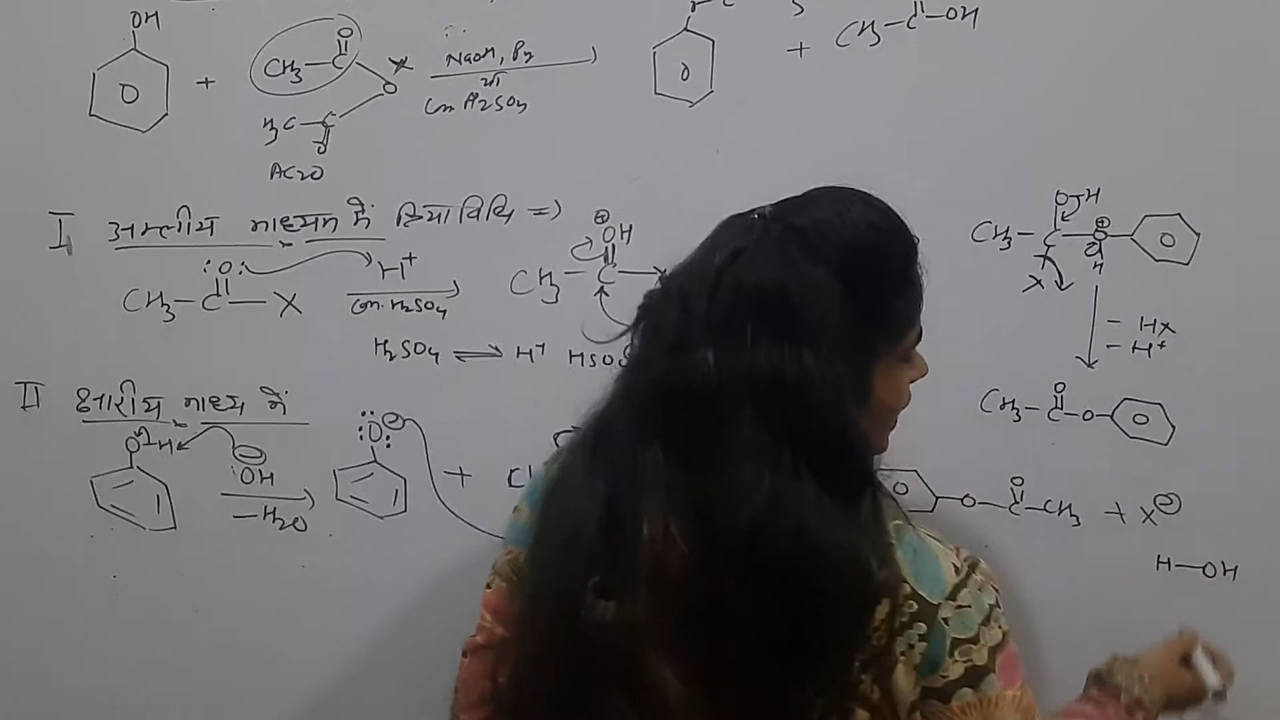 OH
CH3—C(=O)—O
+ × NaOH, Py
या
Con H2SO4
O
+ CH3—C—OH
H3C—C=O
Ac2O
I अम्लीय माध्यम में क्रियाविधि ⇒)
:O:
CH3—C—X H+
Con. H2SO4
⊕
OH
CH3—C—X
OH
CH3—C—O⊕—
X H
H2SO4 ⇌ H+ HSO
— HX
— H+
II क्षारीय माध्य में
O
CH3—C—O—
O—H ⊖
:OH
—H2O
:O: ⊖
+ C
O
—O—C—CH3 + X⊖
H—OH